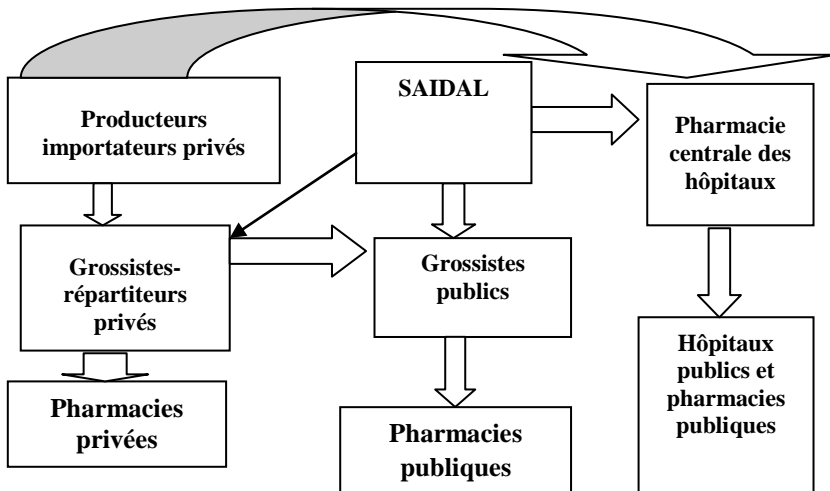 Producteurs
importateurs privés
SAIDAL
Pharmacie
centrale des
hôpitaux
Grossistes-
répartiteurs
privés
Grossistes
publics
Hôpitaux
publics et
pharmacies
publiques
Pharmacies
privées
Pharmacies
publiques